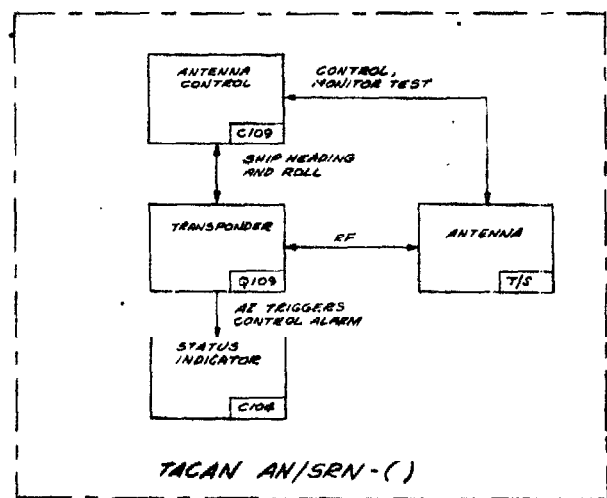 ANTENNA
CONTROL
C109
CONTROL,
MONITOR TEST
SHIP HEADING
AND ROLL
TRANSPONDER
Q109
RF
ANTENNA
T/S
AZ TRIGGERS
CONTROL ALARM
STATUS
INDICATOR
C104
TACAN AN/SRN-( )